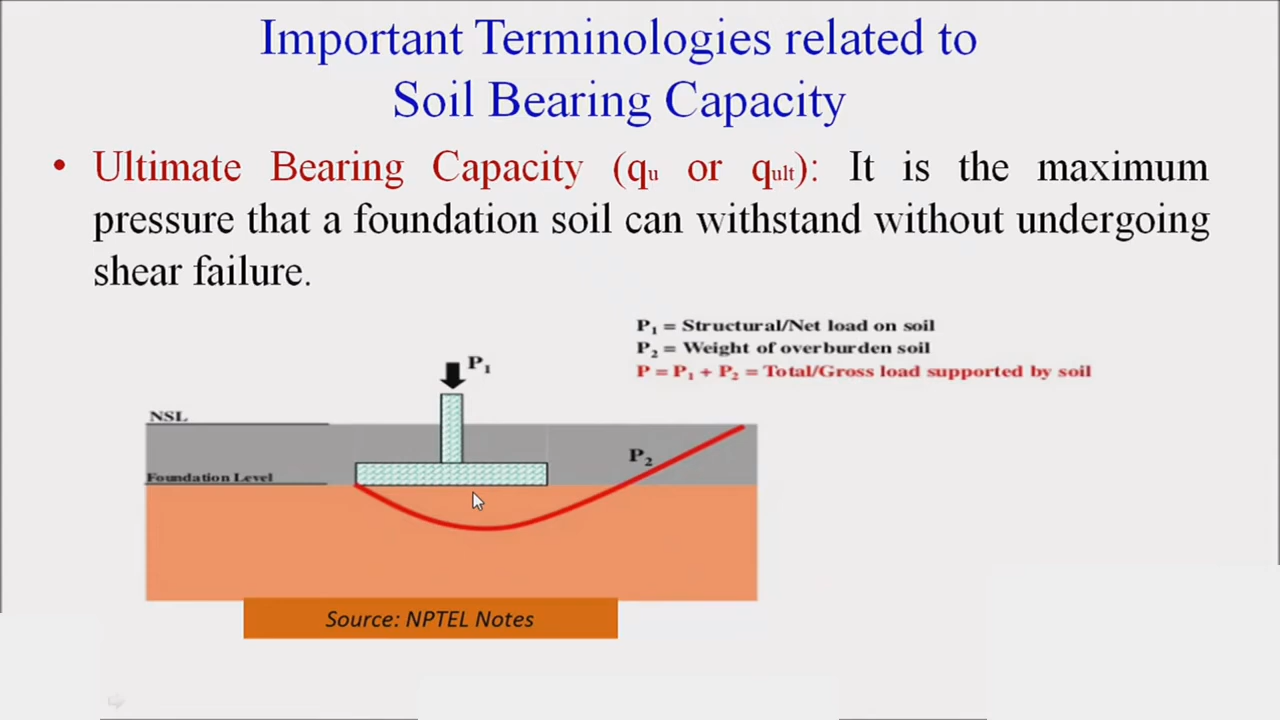 Important Terminologies related to
Soil Bearing Capacity
• Ultimate Bearing Capacity (qu or qult): It is the maximum
pressure that a foundation soil can withstand without undergoing
shear failure.
P1 = Structural/Net load on soil
P2 = Weight of overburden soil
P = P1 + P2 = Total/Gross load supported by soil
P1
NSL
P2
Foundation Level
Source: NPTEL Notes